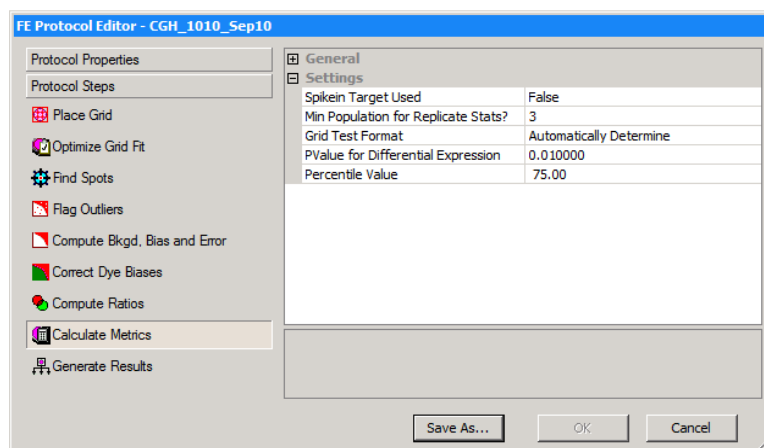 FE Protocol Editor - CGH_1010_Sep10
Protocol Properties
Protocol Steps
Place Grid
Optimize Grid Fit
Find Spots
Flag Outliers
Compute Bkgd, Bias and Error
Correct Dye Biases
Compute Ratios
Calculate Metrics
Generate Results
General
Settings
Spikein Target Used False
Min Population for Replicate Stats? 3
Grid Test Format Automatically Determine
PValue for Differential Expression 0.010000
Percentile Value 75.00
Save As... OK Cancel